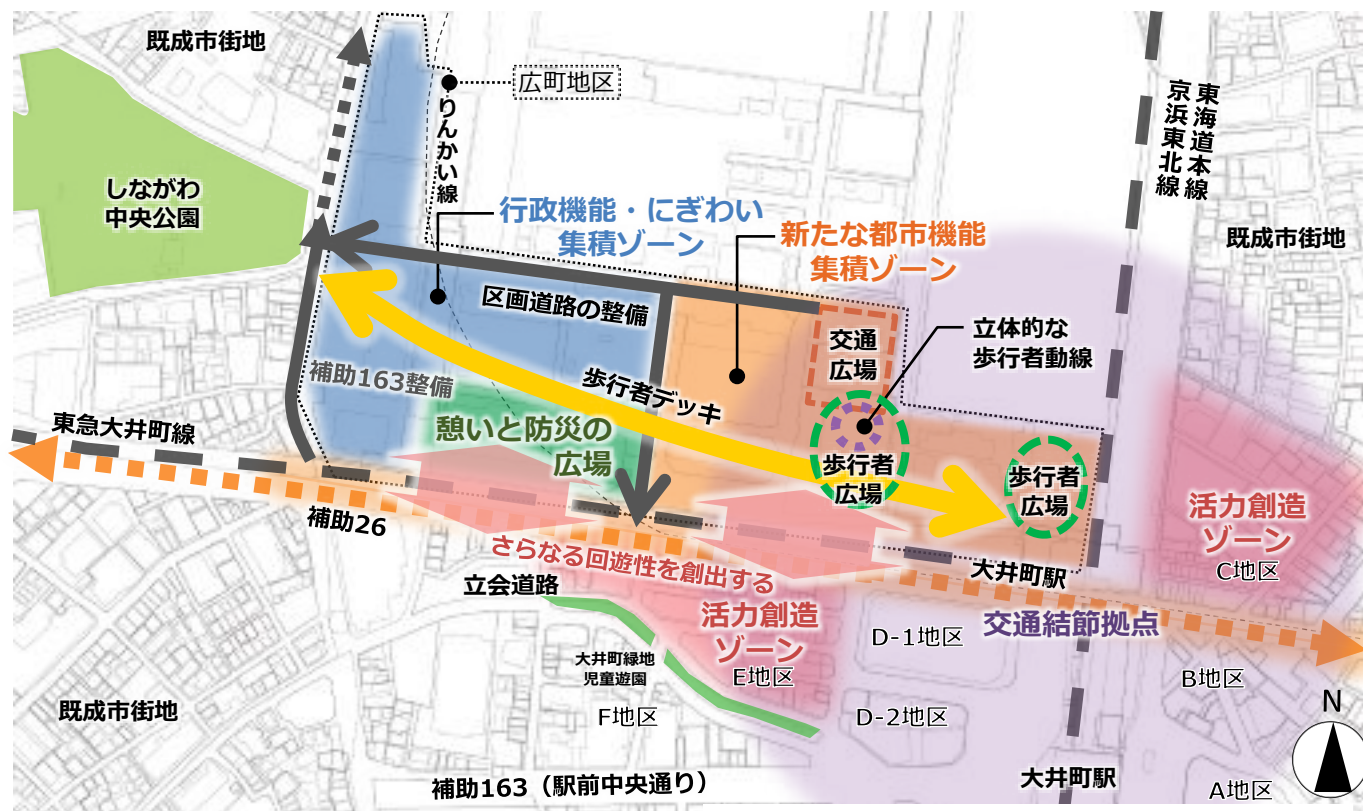 既成市街地
広町地区
りんかい線
東海道本線
京浜東北線
しながわ
中央公園
行政機能・にぎわい
集積ゾーン
新たな都市機能
集積ゾーン
既成市街地
区画道路の整備
交通
広場
立体的な
歩行者動線
補助163整備
歩行者デッキ
東急大井町線
憩いと防災の
広場
歩行者
広場
歩行者
広場
活力創造
ゾーン
C地区
補助26
さらなる回遊性を創出する
大井町駅
立会道路
活力創造
ゾーン
E地区
交通結節拠点
D-1地区
大井町緑地
児童遊園
B地区
既成市街地
F地区
D-2地区
N
補助163（駅前中央通り）
大井町駅
A地区